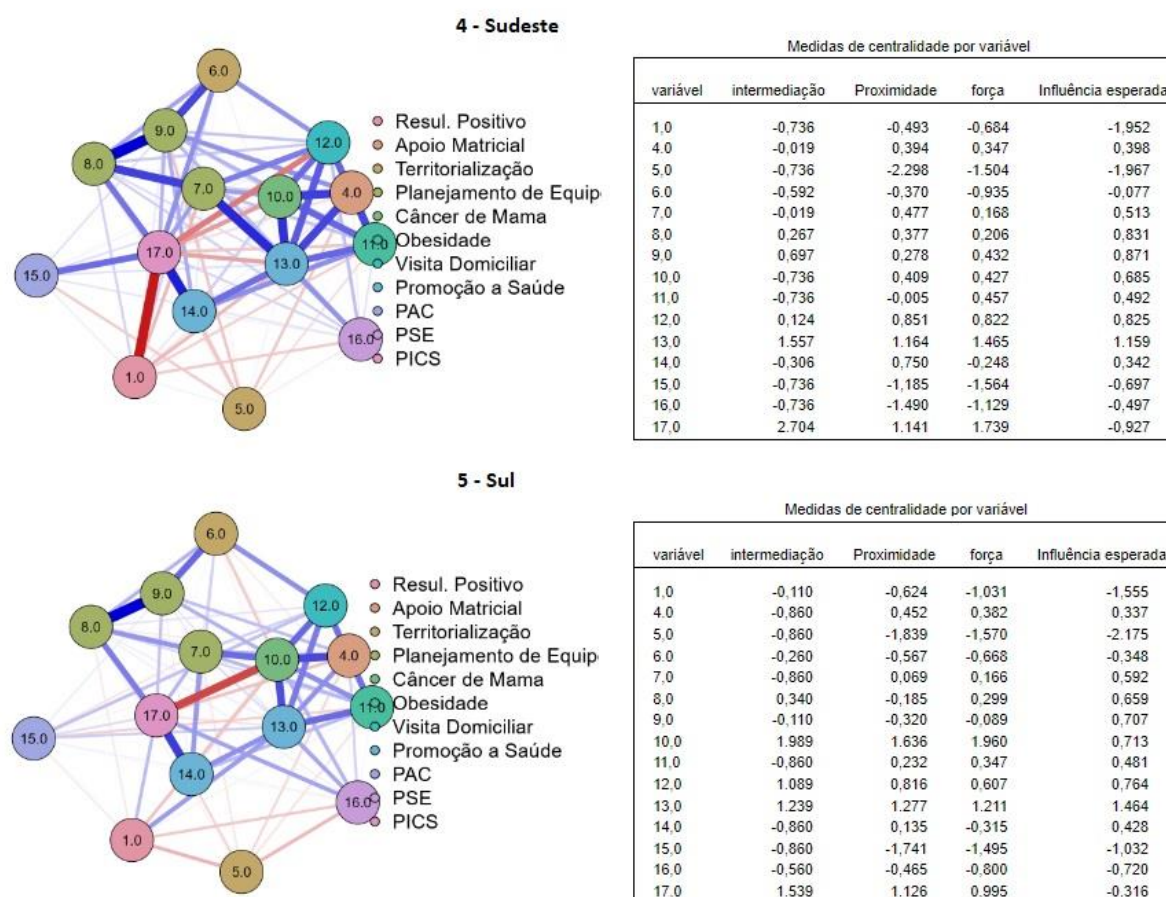 4 - Sudeste
6.0
9.0
8.0
12.0
7.0
10.0
4.0
17.0
13.0
11.0
15.0
14.0
16.0
1.0
5.0
Resul. Positivo
Apoio Matricial
Territorialização
Planejamento de Equip
Câncer de Mama
Obesidade
Visita Domiciliar
Promoção a Saúde
PAC
PSE
PICS
Medidas de centralidade por variável
variável intermediação Proximidade força Influência esperada
1,0 -0,736 -0,493 -0,684 -1,952
4.0 -0,019 0,394 0,347 0,398
5,0 -0,736 -2.298 -1.504 -1,967
6.0 -0,592 -0,370 -0,935 -0,077
7,0 -0,019 0,477 0,168 0,513
8,0 0,267 0,377 0,206 0,831
9,0 0,697 0,278 0,432 0,871
10,0 -0,736 0,409 0,427 0,685
11,0 -0,736 -0,005 0,457 0,492
12,0 0,124 0,851 0,822 0,825
13,0 1.557 1.164 1.465 1.159
14,0 -0,306 0,750 -0,248 0,342
15,0 -0,736 -1,185 -1,564 -0,697
16,0 -0,736 -1.490 -1,129 -0,497
17,0 2.704 1.141 1.739 -0,927
5 - Sul
6.0
9.0
8.0
12.0
7.0
10.0
4.0
17.0
13.0
11.0
15.0
14.0
16.0
1.0
5.0
Resul. Positivo
Apoio Matricial
Territorialização
Planejamento de Equip
Câncer de Mama
Obesidade
Visita Domiciliar
Promoção a Saúde
PAC
PSE
PICS
Medidas de centralidade por variável
variável intermediação Proximidade força Influência esperada
1,0 -0,110 -0,624 -1,031 -1,555
4.0 -0,860 0,452 0,382 0,337
5,0 -0,860 -1,839 -1,570 -2.175
6.0 -0,260 -0,567 -0,668 -0,348
7,0 -0,860 0,069 0,166 0,592
8,0 0,340 -0,185 0,299 0,659
9,0 -0,110 -0,320 -0,089 0,707
10,0 1.989 1.636 1.960 0,713
11,0 -0,860 0,232 0,347 0,481
12,0 1.089 0,816 0,607 0,764
13,0 1.239 1.277 1.211 1.464
14,0 -0,860 0,135 -0,315 0,428
15,0 -0,860 -1,741 -1,495 -1,032
16,0 -0,560 -0,465 -0,800 -0,720
17.0 1.539 1.126 0.995 -0.316